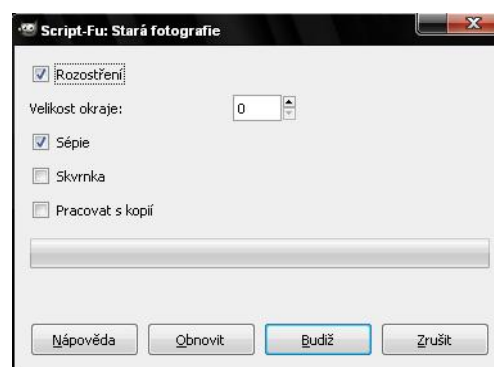 Script-Fu: Stará fotografie
Rozostření
Velikost okraje: 0
Sépie
Skvrnka
Pracovat s kopií
Nápověda Obnovit Budiž Zrušit